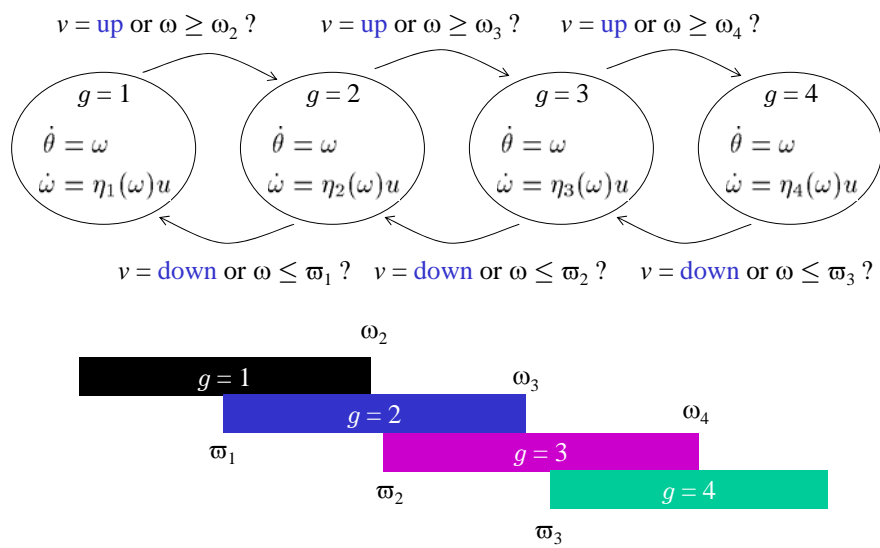 v = up or ω ≥ ω₂ ?
v = up or ω ≥ ω₃ ?
v = up or ω ≥ ω₄ ?
g = 1
θ̇ = ω
ω̇ = η₁(ω)u
g = 2
θ̇ = ω
ω̇ = η₂(ω)u
g = 3
θ̇ = ω
ω̇ = η₃(ω)u
g = 4
θ̇ = ω
ω̇ = η₄(ω)u
v = down or ω ≤ ϖ₁ ?
v = down or ω ≤ ϖ₂ ?
v = down or ω ≤ ϖ₃ ?
ω₂
g = 1
ω₃
g = 2
ω₄
ϖ₁
g = 3
ϖ₂
g = 4
ϖ₃